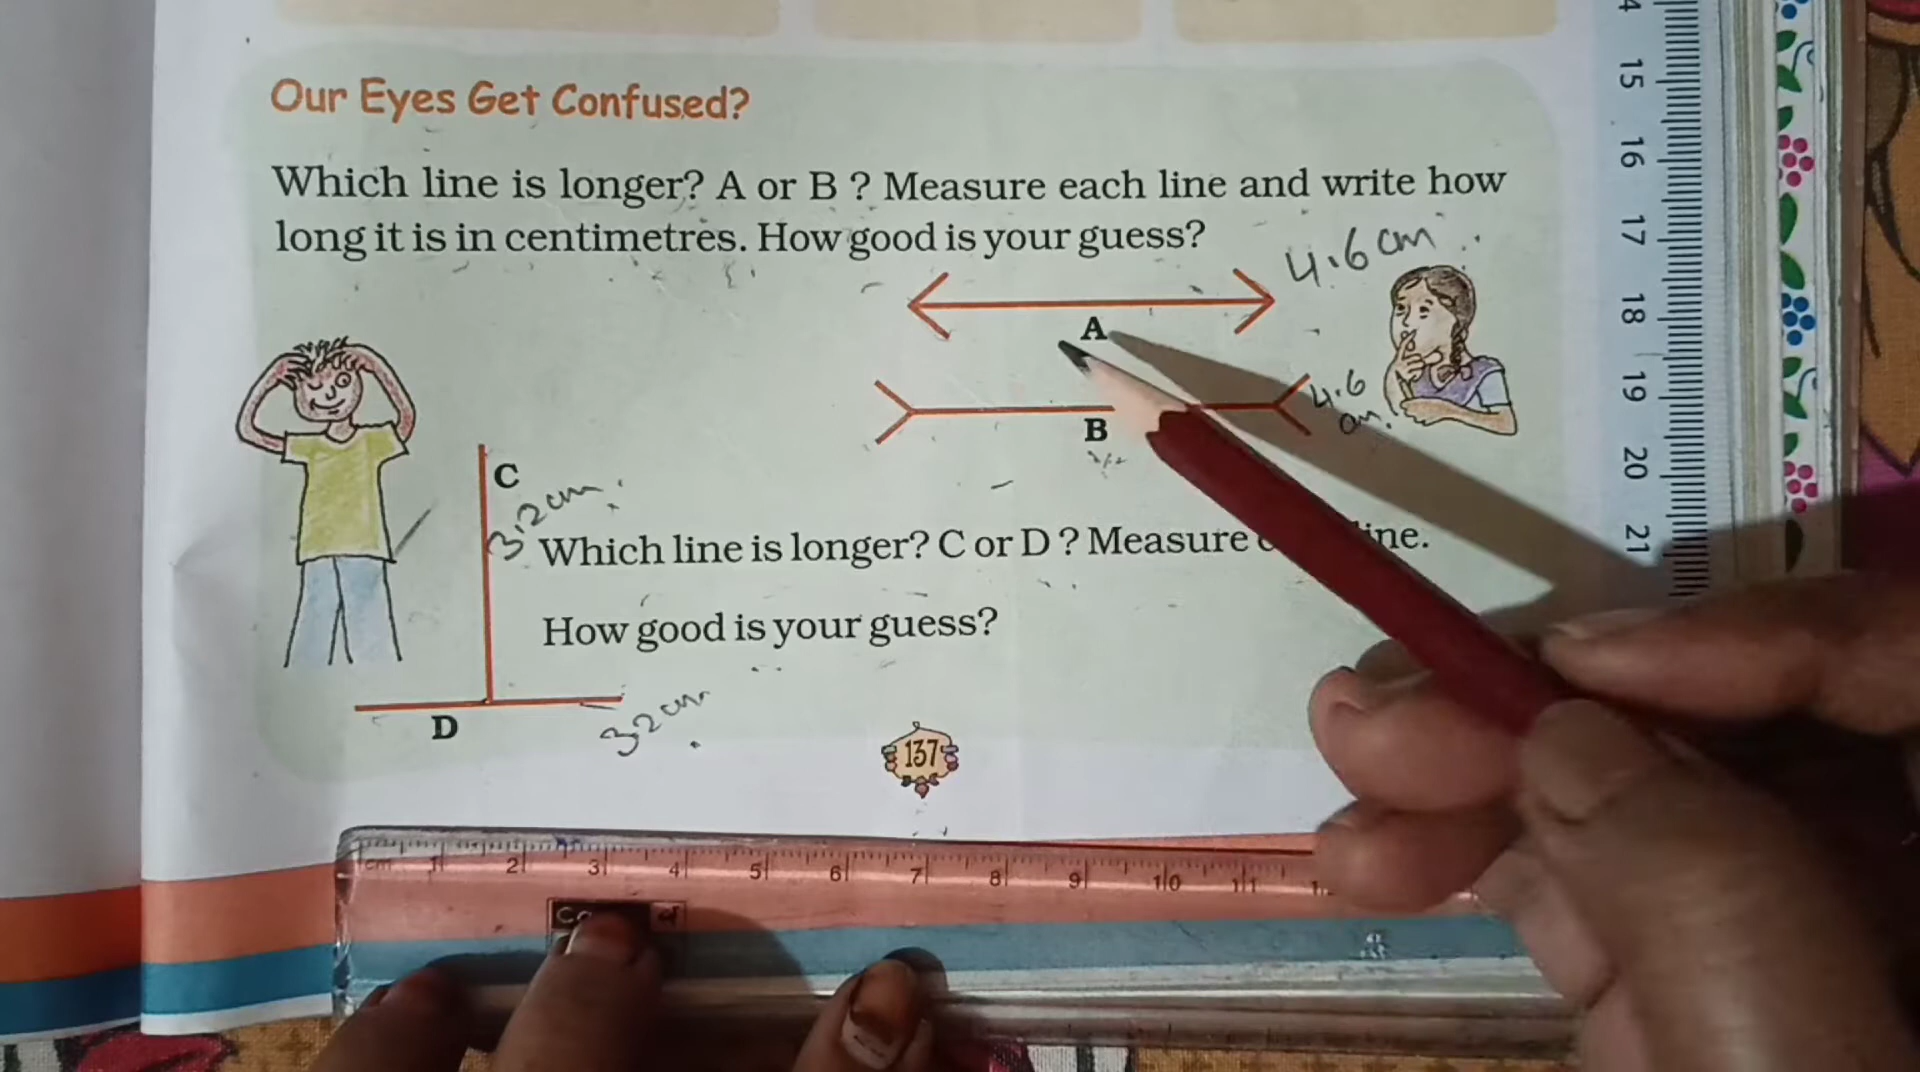 Our Eyes Get Confused?
Which line is longer? A or B ? Measure each line and write how
long it is in centimetres. How good is your guess?
4.6 cm
A
4.6
cm.
B
C
3.2 cm.
Which line is longer? C or D ? Measure line.
How good is your guess?
3.2 cm
D
137
cm 1 2 3 4 5 6 7 8 9 10 11
4 15 16 17 18 19 20 21